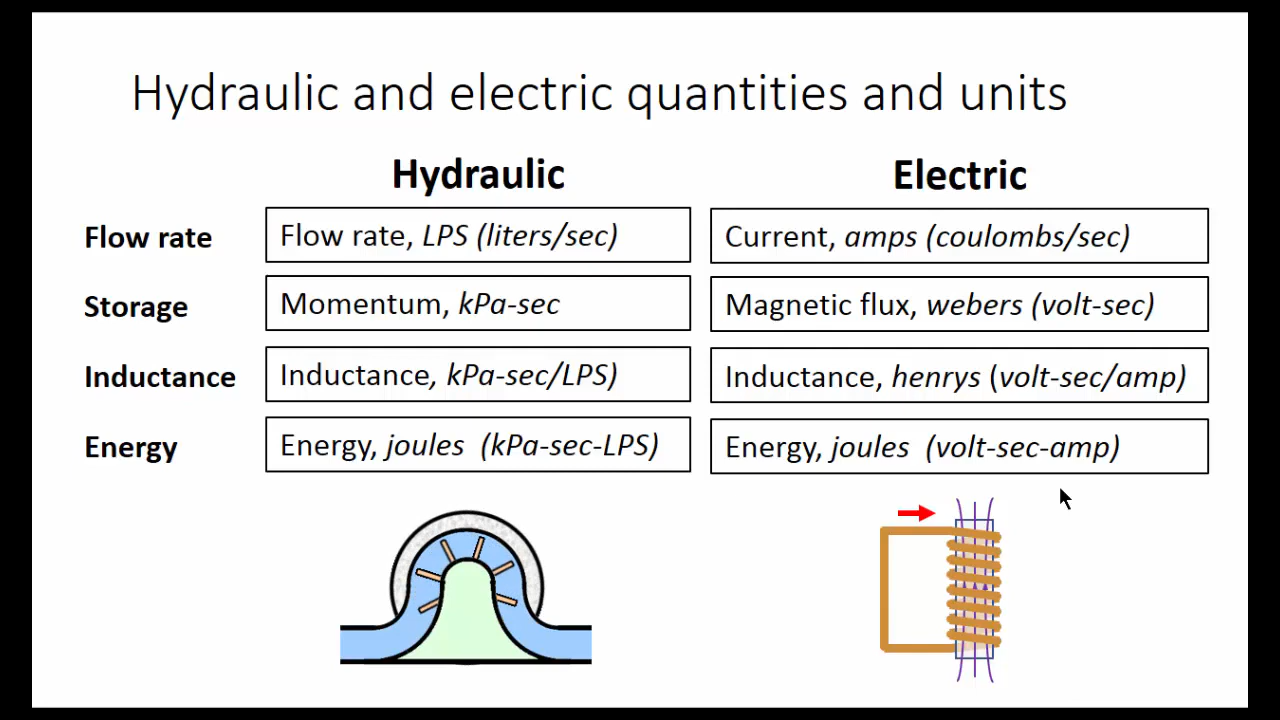 Hydraulic and electric quantities and units
Hydraulic Electric
Flow rate Flow rate, LPS (liters/sec) Current, amps (coulombs/sec)
Storage Momentum, kPa-sec Magnetic flux, webers (volt-sec)
Inductance Inductance, kPa-sec/LPS) Inductance, henrys (volt-sec/amp)
Energy Energy, joules (kPa-sec-LPS) Energy, joules (volt-sec-amp)